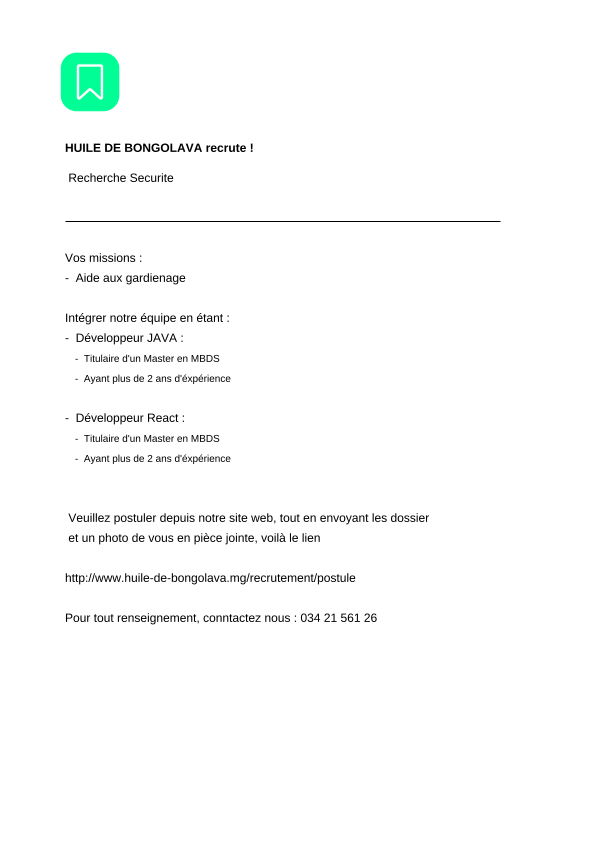 HUILE DE BONGOLAVA recrute !
Recherche Securite
Vos missions :
- Aide aux gardienage
Intégrer notre équipe en étant :
- Développeur JAVA :
- Titulaire d'un Master en MBDS
- Ayant plus de 2 ans d'éxpérience
- Développeur React :
- Titulaire d'un Master en MBDS
- Ayant plus de 2 ans d'éxpérience
Veuillez postuler depuis notre site web, tout en envoyant les dossier
et un photo de vous en pièce jointe, voilà le lien
http://www.huile-de-bongolava.mg/recrutement/postule
Pour tout renseignement, conntactez nous : 034 21 561 26